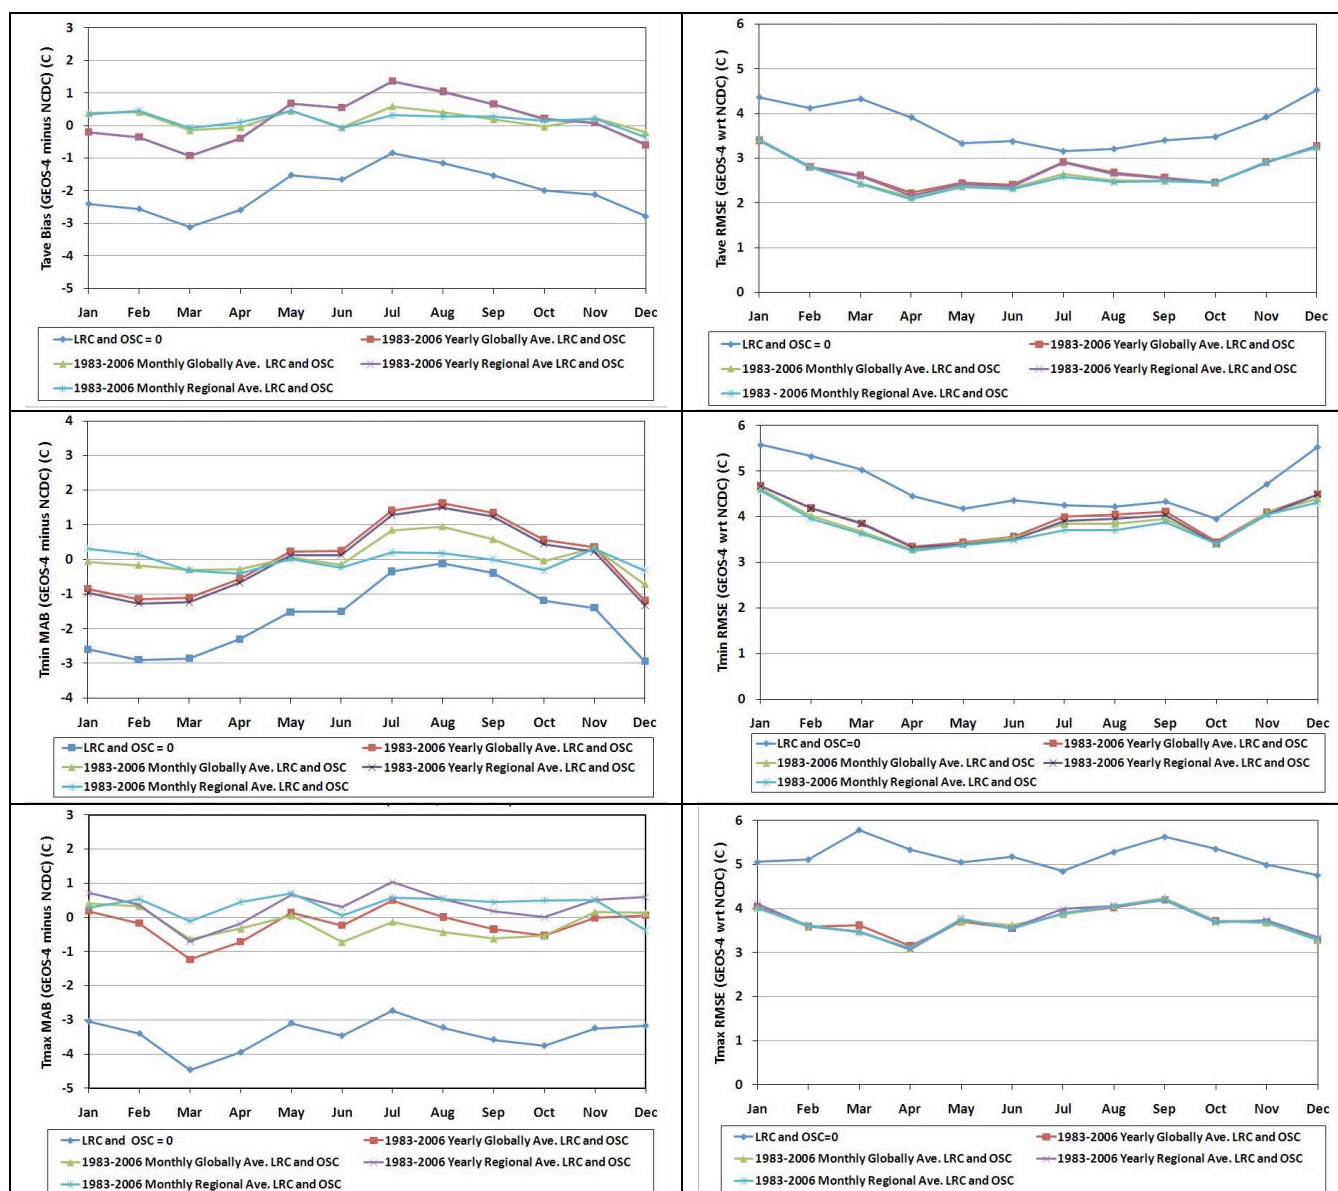 Tave Bias (GEOS-4 minus NCDC) (C )
3
2
1
0
-1
-2
-3
-4
-5
Jan Feb Mar Apr May Jun Jul Aug Sep Oct Nov Dec
LRC and OSC = 0 1983-2006 Yearly Globally Ave. LRC and OSC
1983-2006 Monthly Globally Ave. LRC and OSC 1983-2006 Yearly Regional Ave. LRC and OSC
1983-2006 Monthly Regional Ave. LRC and OSC
Tave RMSE (GEOS-4 wrt NCDC) (C )
6
5
4
3
2
1
0
Jan Feb Mar Apr May Jun Jul Aug Sep Oct Nov Dec
LRC and OSC = 0 1983-2006 Yearly Globally Ave. LRC and OSC
1983-2006 Monthly Globally Ave. LRC and OSC 1983-2006 Yearly Regional Ave. LRC and OSC
1983 - 2006 Monthly Regional Ave. LRC and OSC
Tmin MAB (GEOS-4 minus NCDC) (C )
4
3
2
1
0
-1
-2
-3
-4
Jan Feb Mar Apr May Jun Jul Aug Sep Oct Nov Dec
LRC and OSC = 0 1983-2006 Yearly Globally Ave. LRC and OSC
1983-2006 Monthly Globally Ave. LRC and OSC 1983-2006 Yearly Regional Ave. LRC and OSC
1983-2006 Monthly Regional Ave. LRC and OSC
Tmin RMSE (GEOS-4 wrt NCDC) (C )
6
5
4
3
2
1
0
Jan Feb Mar Apr May Jun Jul Aug Sep Oct Nov Dec
LRC and OSC=0 1983-2006 Yearly Globally Ave. LRC and OSC
1983-2006 Monthly Globally Ave. LRC and OSC 1983-2006 Yearly Regional Ave. LRC and OSC
1983-2006 Monthly Regional Ave. LRC and OSC
Tmax MAB (GEOS-4 minus NCDC) (C )
3
2
1
0
-1
-2
-3
-4
-5
Jan Feb Mar Apr May Jun Jul Aug Sep Oct Nov Dec
LRC and OSC = 0 1983-2006 Yearly Globally Ave. LRC and OSC
1983-2006 Monthly Globally Ave. LRC and OSC 1983-2006 Yearly Regional Ave. LRC and OSC
1983-2006 Monthly Regional Ave. LRC and OSC
Tmax RMSE (GEOS-4 wrt NCDC) (C )
6
5
4
3
2
1
0
Jan Feb Mar Apr May Jun Jul Aug Sep Oct Nov Dec
LRC and OSC=0 1983-2006 Yearly Globally Ave. LRC and OSC
1983-2006 Monthly Globally Ave. LRC and OSC 1983-2006 Yearly Regional Ave. LRC and OSC
1983-2006 Monthly Regional Ave. LRC and OSC